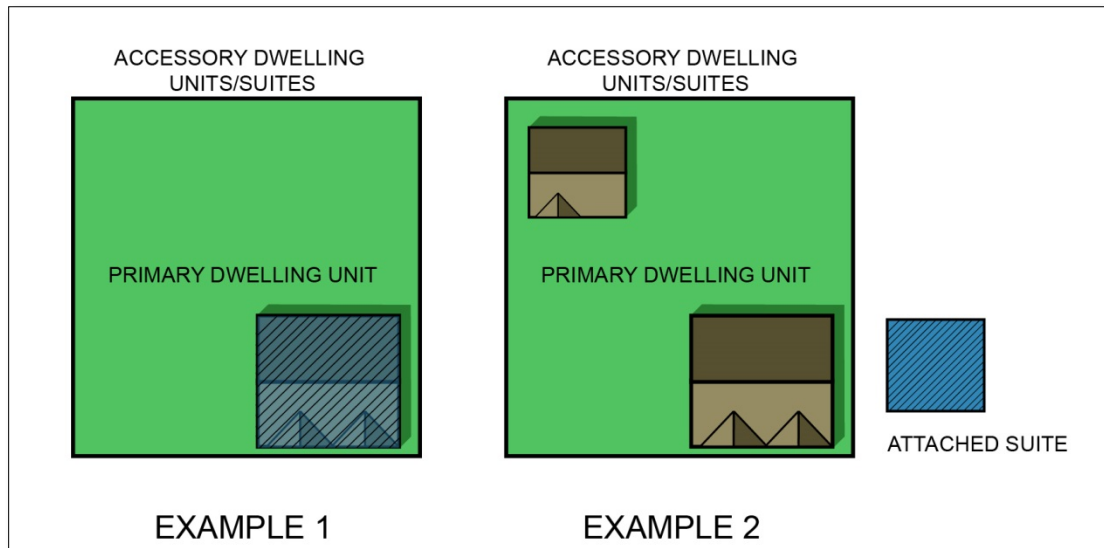 ACCESSORY DWELLING
UNITS/SUITES
PRIMARY DWELLING UNIT
EXAMPLE 1
ACCESSORY DWELLING
UNITS/SUITES
PRIMARY DWELLING UNIT
EXAMPLE 2
ATTACHED SUITE